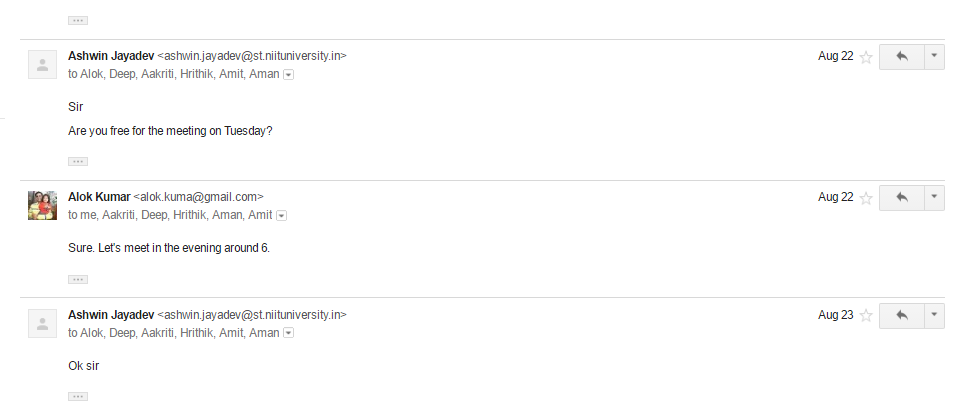 Ashwin Jayadev <ashwin.jayadev@st.niituniversity.in> Aug 22
to Alok, Deep, Aakriti, Hrithik, Amit, Aman
Sir
Are you free for the meeting on Tuesday?
Alok Kumar <alok.kuma@gmail.com> Aug 22
to me, Aakriti, Deep, Hrithik, Aman, Amit
Sure. Let's meet in the evening around 6.
Ashwin Jayadev <ashwin.jayadev@st.niituniversity.in> Aug 23
to Alok, Deep, Aakriti, Hrithik, Amit, Aman
Ok sir